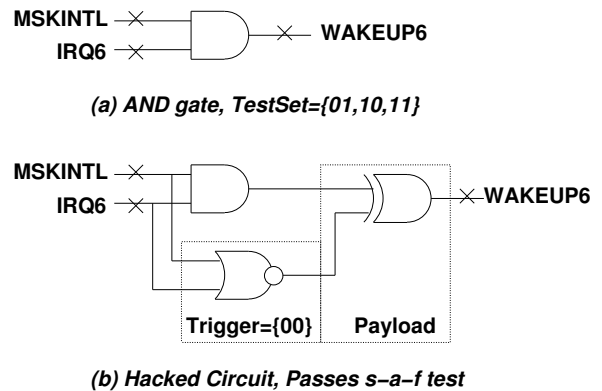 MSKINTL
WAKEUP6
IRQ6
(a) AND gate, TestSet={01,10,11}
MSKINTL
WAKEUP6
IRQ6
Trigger={00}
Payload
(b) Hacked Circuit, Passes s−a−f test